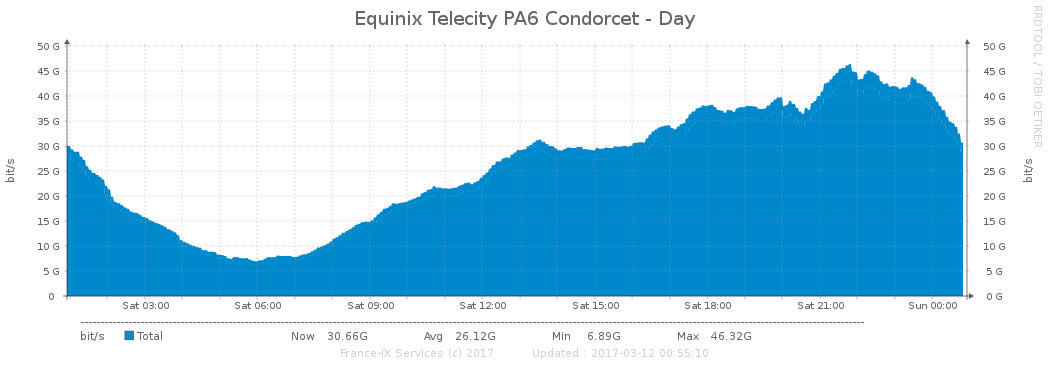 Equinix Telecity PA6 Condorcet - Day
RRDTOOL / TOBI OETIKER
50 G 50 G
45 G 45 G
40 G 40 G
35 G 35 G
30 G 30 G
25 G 25 G
20 G 20 G
15 G 15 G
10 G 10 G
5 G 5 G
0 0 G
bit/s bit/s
Sat 03:00 Sat 06:00 Sat 09:00 Sat 12:00 Sat 15:00 Sat 18:00 Sat 21:00 Sun 00:00
bit/s Total Now 30.66G Avg 26.12G Min 6.89G Max 46.32G
France-IX Services (c) 2017 Updated : 2017-03-12 00:55:10